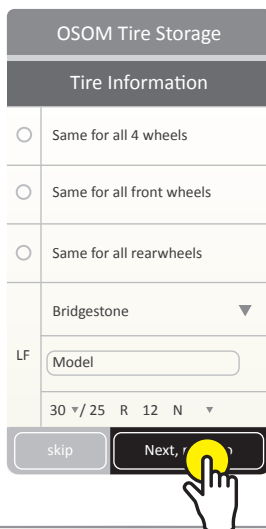 OSOM Tire Storage
Tire Information
Same for all 4 wheels
Same for all front wheels
Same for all rearwheels
Bridgestone
LF
Model
30 / 25 R 12 N
skip
Next,